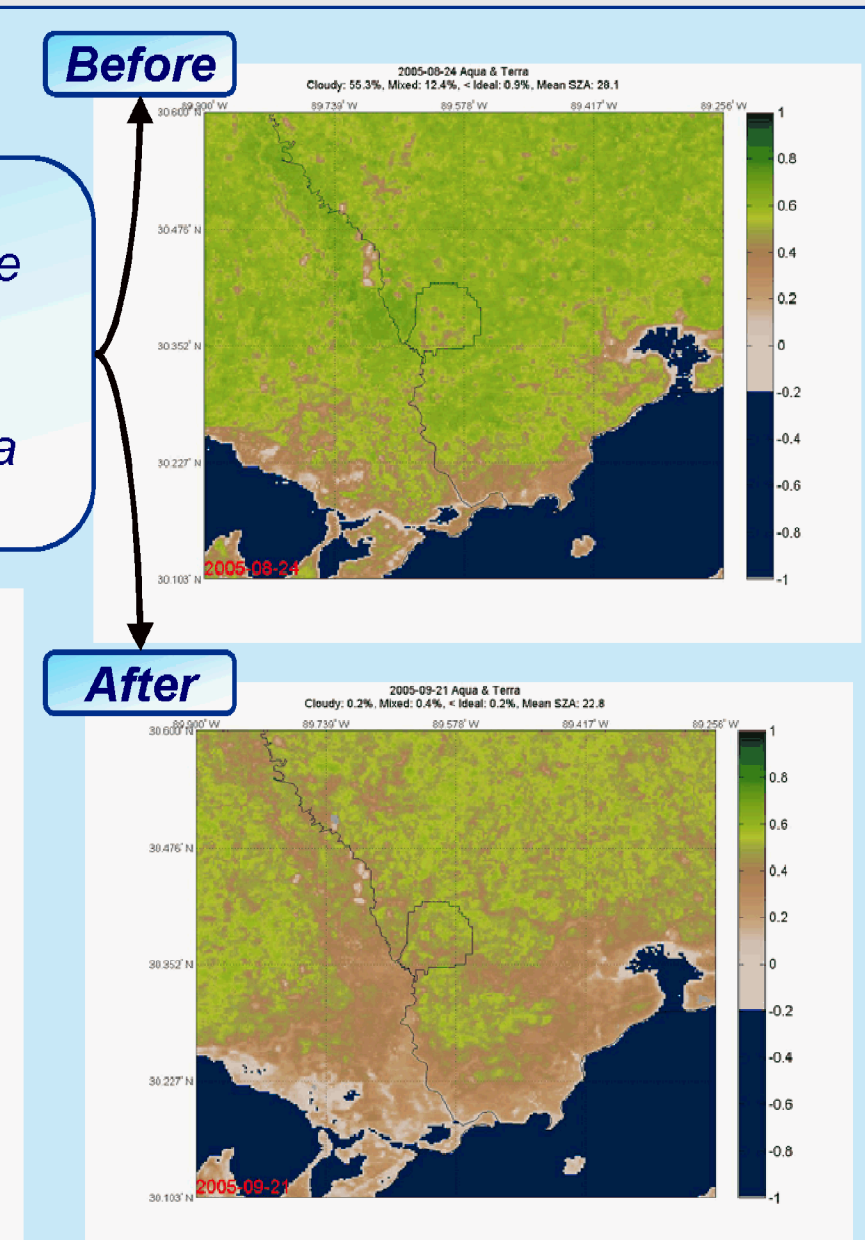 Before
2005-08-24 Aqua & Terra
Cloudy: 55.3%, Mixed: 12.4%, < Ideal: 0.9%, Mean SZA: 28.1
89.900° W 89.739° W 89.578° W 89.417° W 89.256° W
30.600° N
30.476° N
30.352° N
30.227° N
30.103° N
2005-08-24
1
0.8
0.6
0.4
0.2
0
-0.2
-0.4
-0.6
-0.8
-1
e
a
After
2005-09-21 Aqua & Terra
Cloudy: 0.2%, Mixed: 0.4%, < Ideal: 0.2%, Mean SZA: 22.8
89.900° W 89.739° W 89.578° W 89.417° W 89.256° W
30.600° N
30.476° N
30.352° N
30.227° N
30.103° N
2005-09-21
1
0.8
0.6
0.4
0.2
0
-0.2
-0.4
-0.6
-0.8
-1